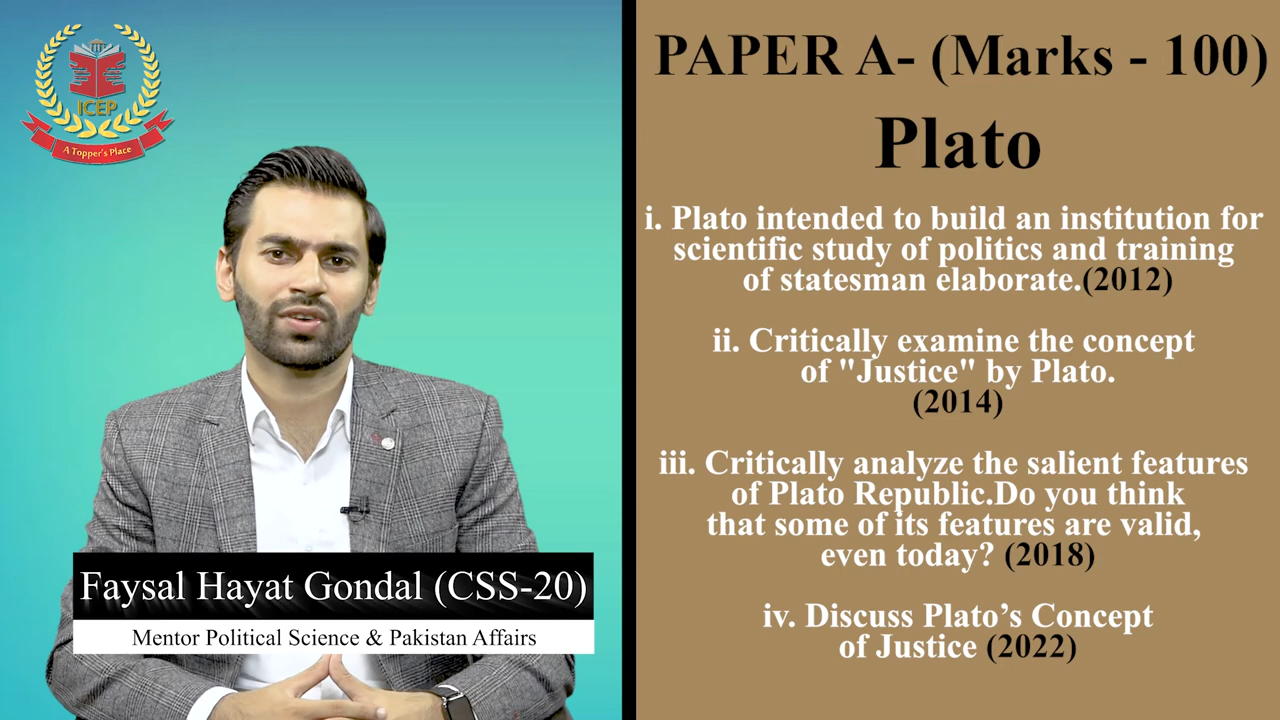 ICEP
A Topper's Place
Faysal Hayat Gondal (CSS-20)
Mentor Political Science & Pakistan Affairs
PAPER A- (Marks - 100)
Plato
i. Plato intended to build an institution for
scientific study of politics and training
of statesman elaborate.(2012)
ii. Critically examine the concept
of "Justice" by Plato.
(2014)
iii. Critically analyze the salient features
of Plato Republic.Do you think
that some of its features are valid,
even today? (2018)
iv. Discuss Plato’s Concept
of Justice (2022)